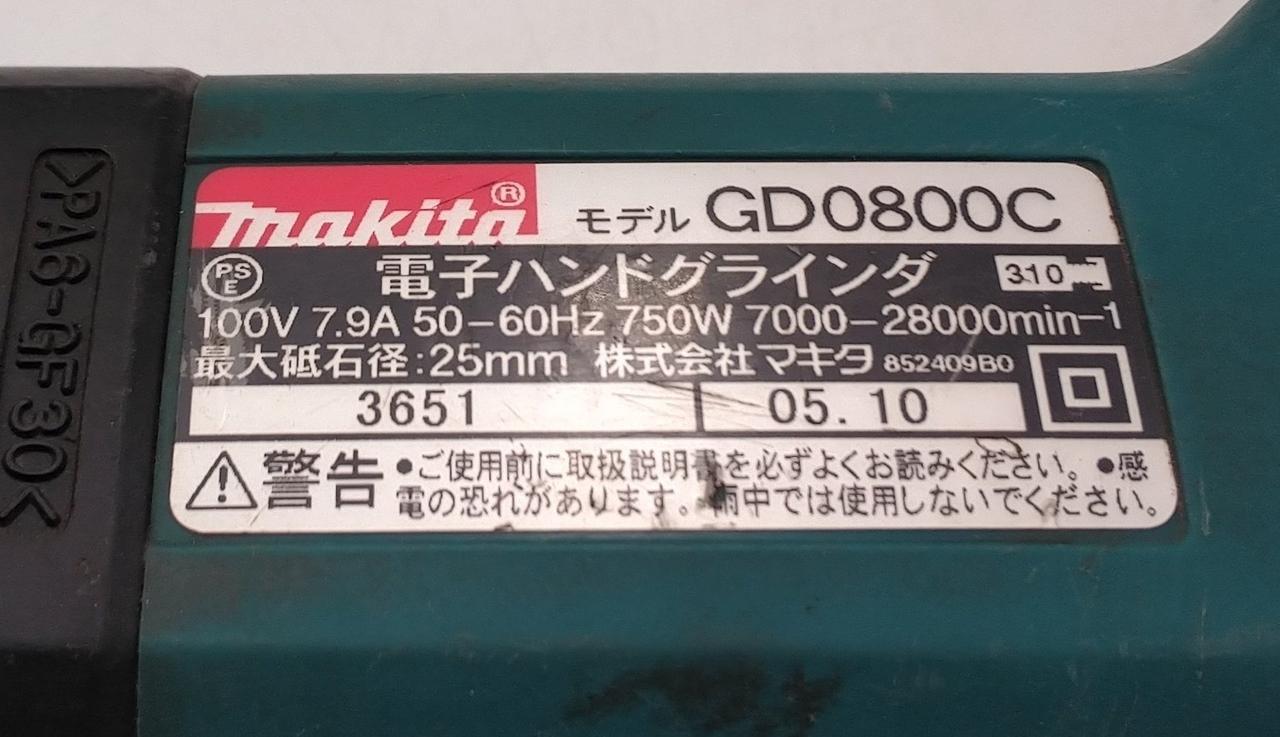 >PA6-GF30<
makita®
モデル GD0800C
PSE 電子ハンドグラインダ 310
100V 7.9A 50-60Hz 750W 7000-28000min-1
最大砥石径:25mm 株式会社マキタ 852409B0
3651 05.10
警告 ●ご使用前に取扱説明書を必ずよくお読みください。●感
電の恐れがあります。雨中では使用しないでください。